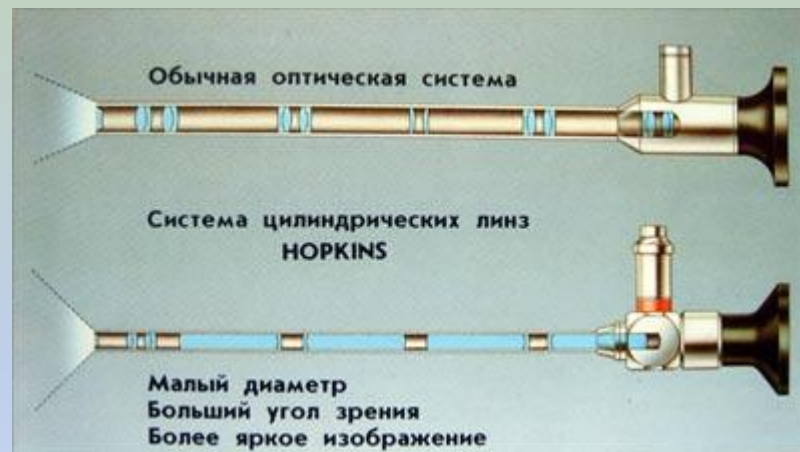 Обычная оптическая система
Система цилиндрических линз
HOPKINS
Малый диаметр
Больший угол зрения
Более яркое изображение